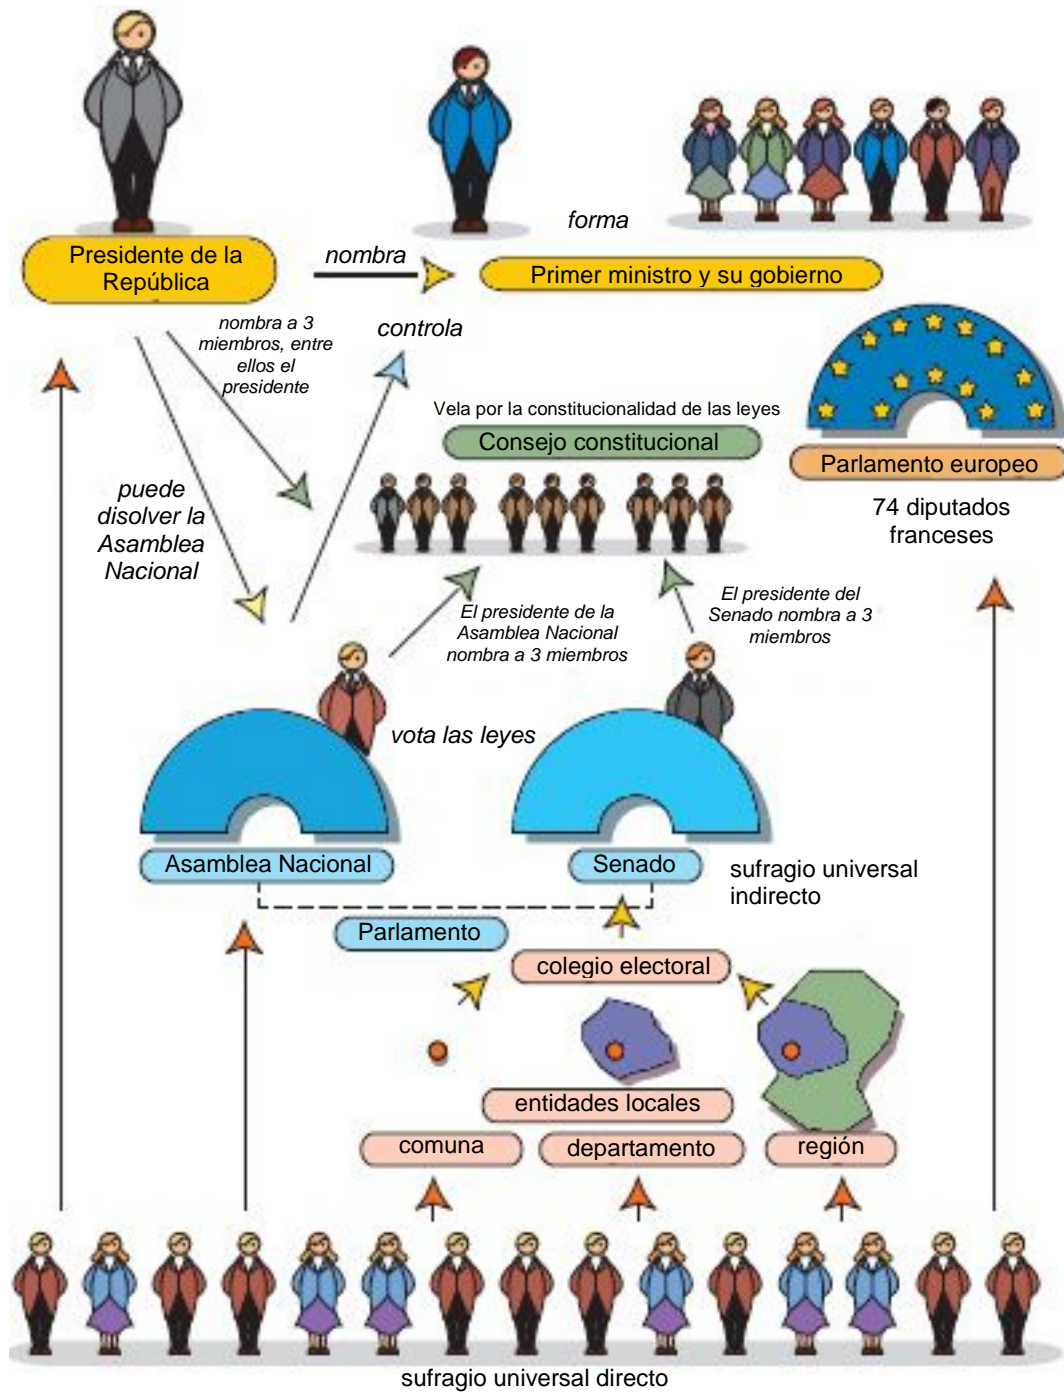 forma
Presidente de la
República
nombra
Primer ministro y su gobierno
nombra a 3
miembros, entre
ellos el
presidente
controla
Vela por la constitucionalidad de las leyes
Consejo constitucional
Parlamento europeo
74 diputados
franceses
puede
disolver la
Asamblea
Nacional
El presidente de la
Asamblea Nacional
nombra a 3 miembros
El presidente del
Senado nombra a 3
miembros
vota las leyes
Asamblea Nacional
Senado
sufragio universal
indirecto
Parlamento
colegio electoral
entidades locales
comuna
departamento
región
sufragio universal directo